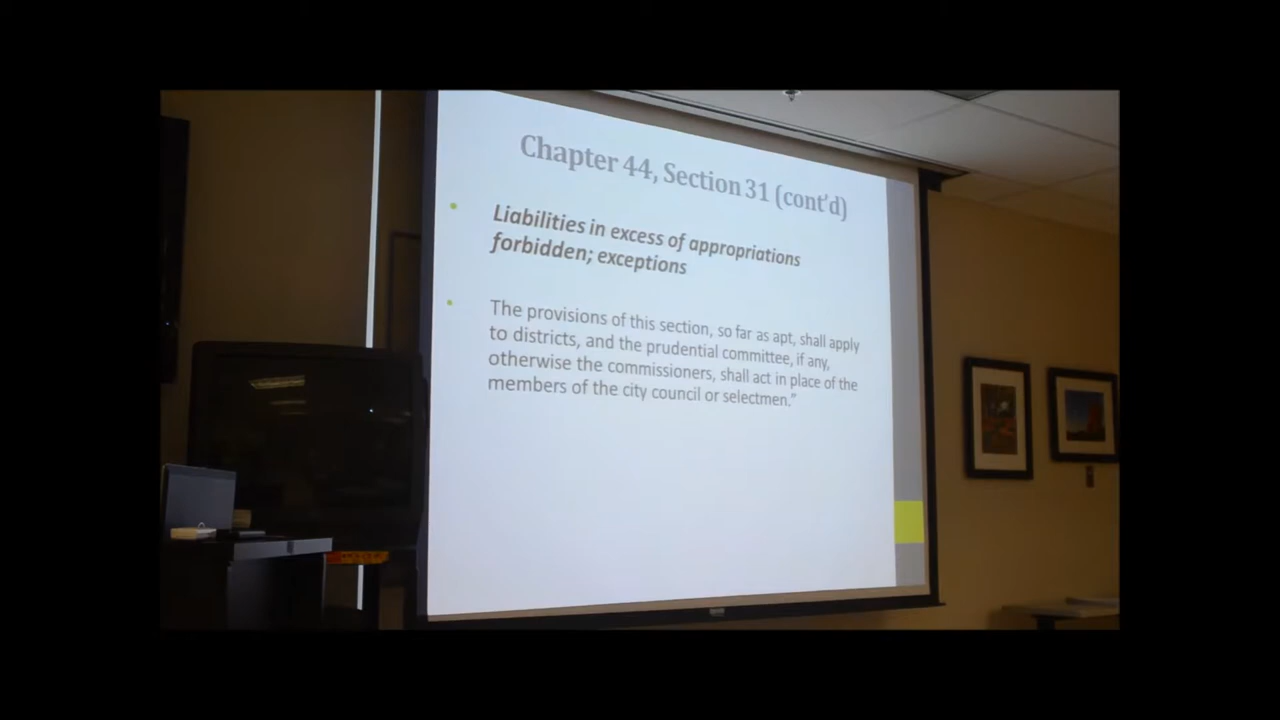 Chapter 44, Section 31 (cont'd)
Liabilities in excess of appropriations
forbidden; exceptions
The provisions of this section, so far as apt, shall apply
to districts, and the prudential committee, if any,
otherwise the commissioners, shall act in place of the
members of the city council or selectmen."